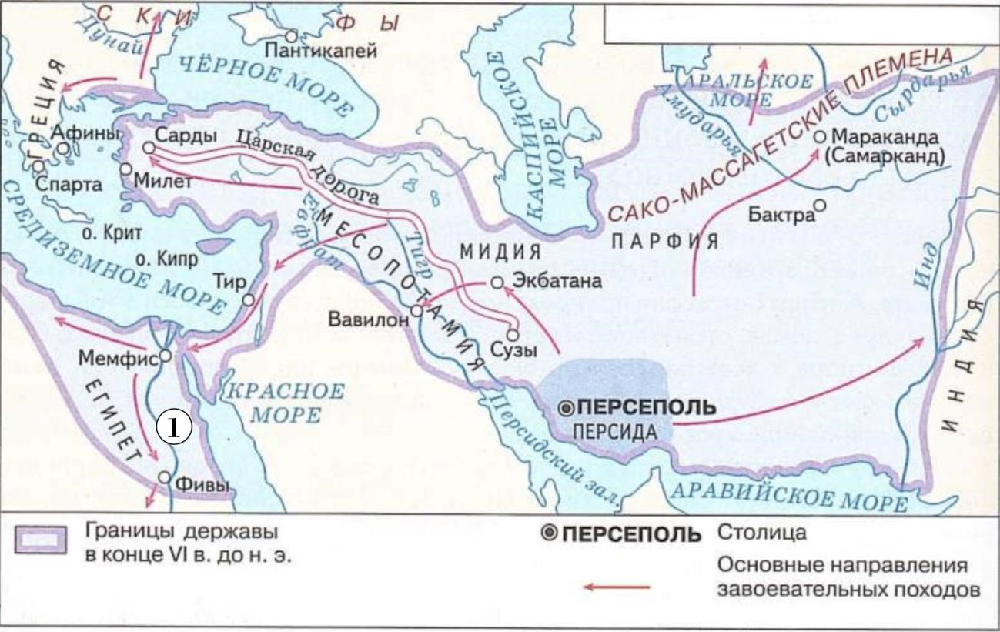 С К И Ф Ы
Дунай
Пантикапей
ЧЁРНОЕ МОРЕ
ГРЕЦИЯ
Афины
Спарта
Сарды
Милет
Царская дорога
КАСПИЙСКОЕ
МОРЕ
АРАЛЬСКОЕ
МОРЕ
Амударья
Сырдарья
САКО-МАССАГЕТСКИЕ ПЛЕМЕНА
Мараканда
(Самарканд)
Бактра
ПАРФИЯ
СРЕДИЗЕМНОЕ МОРЕ
о. Крит
о. Кипр
Тир
Евфрат
Тигр
МЕСОПОТАМИЯ
МИДИЯ
Экбатана
Вавилон
Сузы
Инд
ИНДИЯ
Мемфис
ЕГИПЕТ
1
Фивы
КРАСНОЕ
МОРЕ
ПЕРСЕПОЛЬ
ПЕРСИДА
Персидский зал.
АРАВИЙСКОЕ МОРЕ
Границы державы
в конце VI в. до н. э.
ПЕРСЕПОЛЬ Столица
Основные направления
завоевательных походов